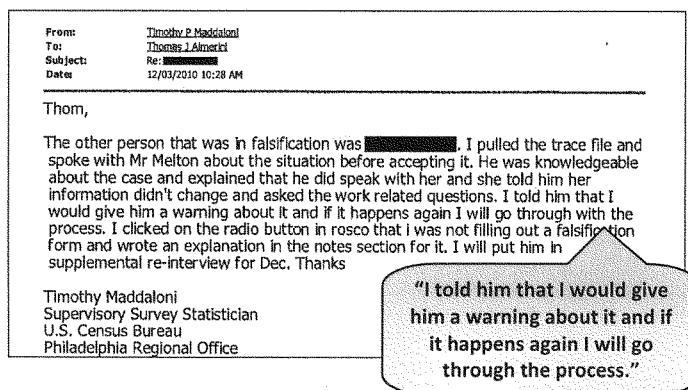 From: Timothy P Maddaloni
To: Thomas J Almerici
Subject: Re:
Date: 12/03/2010 10:28 AM
Thom,
The other person that was in falsification was . I pulled the trace file and
spoke with Mr Melton about the situation before accepting it. He was knowledgeable
about the case and explained that he did speak with her and she told him her
information didn't change and asked the work related questions. I told him that I
would give him a warning about it and if it happens again I will go through with the
process. I clicked on the radio button in rosco that i was not filling out a falsification
form and wrote an explanation in the notes section for it. I will put him in
supplemental re-interview for Dec. Thanks
Timothy Maddaloni
Supervisory Survey Statistician
U.S. Census Bureau
Philadelphia Regional Office
"I told him that I would give
him a warning about it and if
it happens again I will go
through the process."